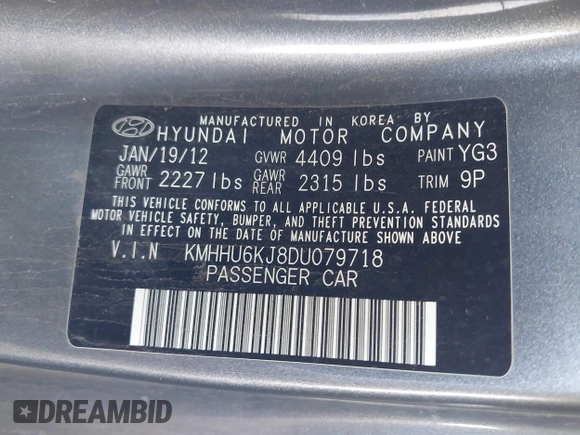 MANUFACTURED IN KOREA BY
HYUNDAI MOTOR COMPANY
JAN/19/12 GVWR 4409 lbs PAINT YG3
GAWR FRONT 2227 lbs GAWR REAR 2315 lbs TRIM 9P
THIS VEHICLE CONFORMS TO ALL APPLICABLE U.S.A. FEDERAL
MOTOR VEHICLE SAFETY, BUMPER, AND THEFT PREVENTION STANDARDS
IN EFFECT ON THE DATE OF MANUFACTURE SHOWN ABOVE
V.I.N KMHHU6KJ8DU079718
PASSENGER CAR
DREAMBID